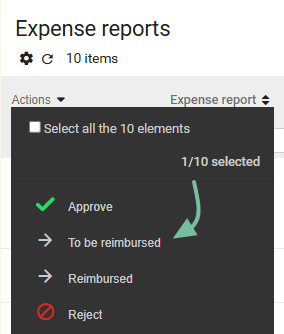 Expense reports
10 items
Actions Expense report
Select all the 10 elements
1/10 selected
Approve
To be reimbursed
Reimbursed
Reject